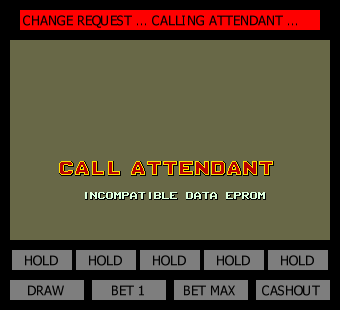 CHANGE REQUEST ... CALLING ATTENDANT ...
CALL ATTENDANT
INCOMPATIBLE DATA EPROM
HOLD HOLD HOLD HOLD HOLD
DRAW BET 1 BET MAX CASHOUT